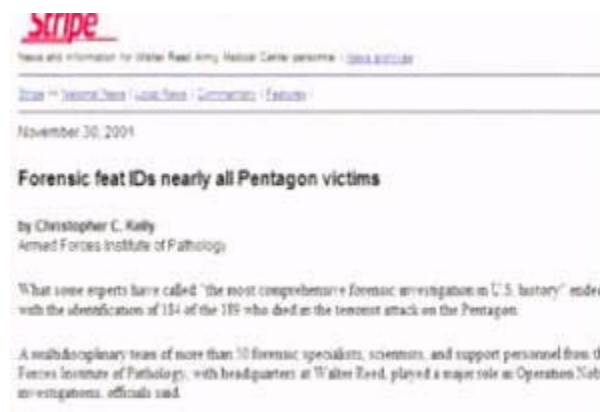 Stripe
News and information for Walter Reed Army Medical Center personnel | News archives
Stripe >> National News | Local News | Commentary | Features |
November 30, 2001
Forensic feat IDs nearly all Pentagon victims
by Christopher C. Kelly
Armed Forces Institute of Pathology
What some experts have called "the most comprehensive forensic investigation in U.S. history" ended
with the identification of 184 of the 189 who died in the terrorist attack on the Pentagon.
A multidisciplinary team of more than 50 forensic specialists, scientists, and support personnel from th
Forces Institute of Pathology, with headquarters at Walter Reed, played a major role in Operation Nob
investigations, officials said.